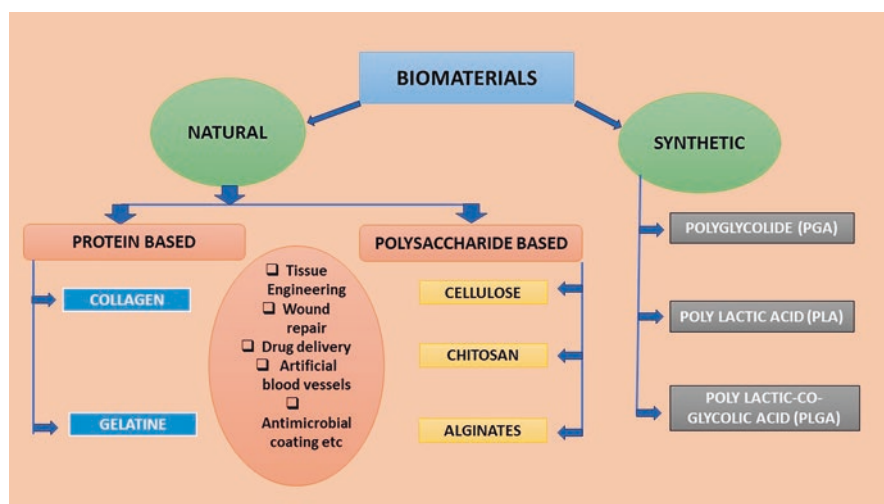 BIOMATERIALS
NATURAL
SYNTHETIC
PROTEIN BASED
POLYSACCHARIDE BASED
COLLAGEN
GELATINE
❑ Tissue
Engineering
❑ Wound
repair
❑ Drug delivery
❑ Artificial
blood vessels
❑
Antimicrobial
coating etc
CELLULOSE
CHITOSAN
ALGINATES
POLYGLYCOLIDE (PGA)
POLY LACTIC ACID (PLA)
POLY LACTIC-CO-
GLYCOLIC ACID (PLGA)